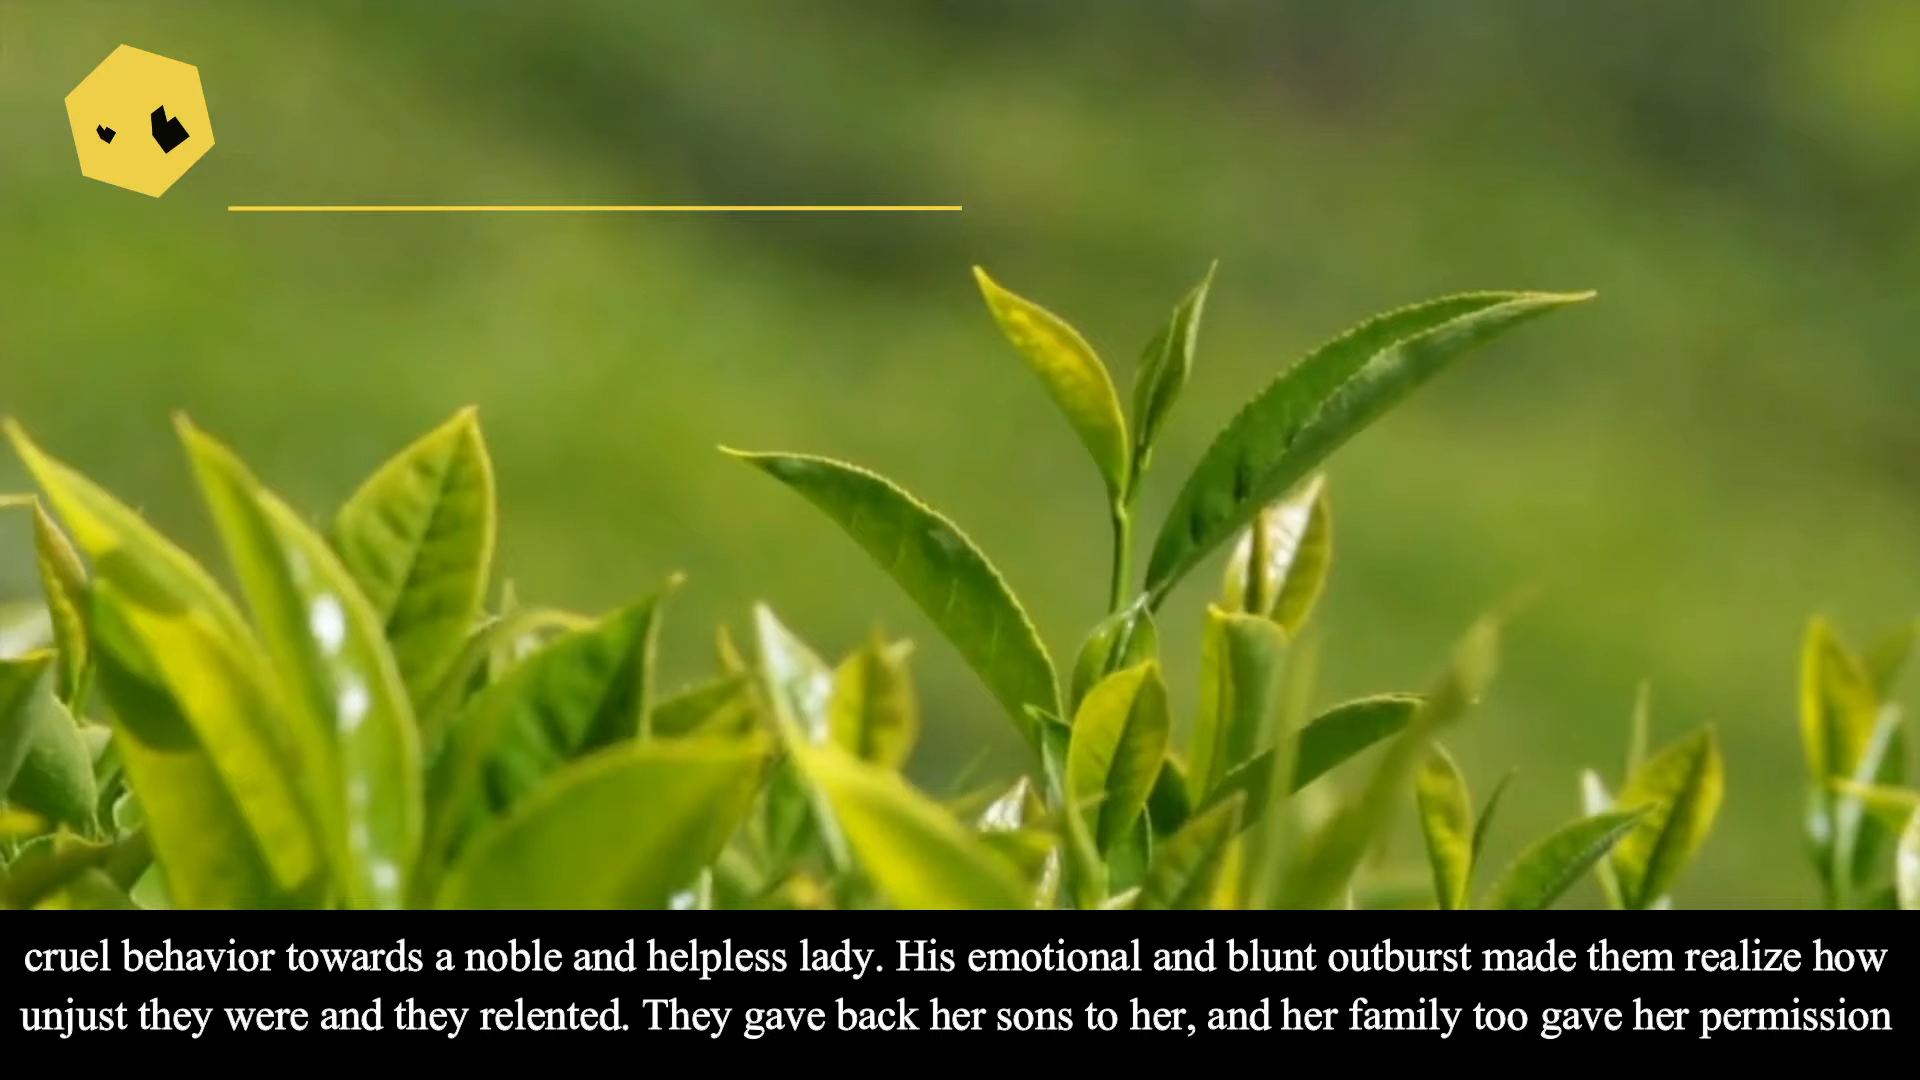 cruel behavior towards a noble and helpless lady. His emotional and blunt outburst made them realize how
unjust they were and they relented. They gave back her sons to her, and her family too gave her permission